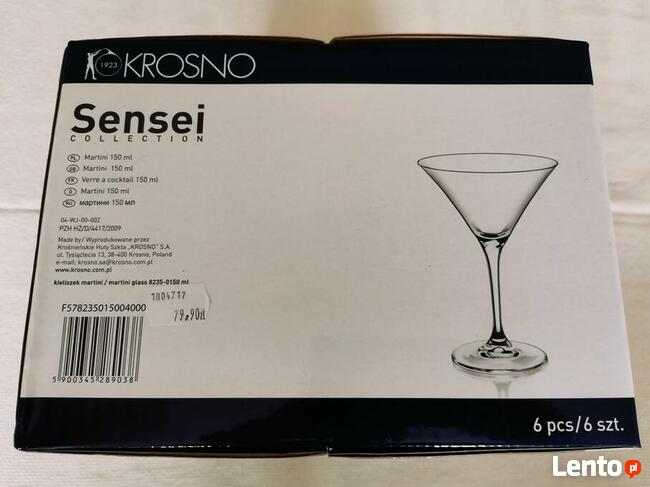 1923 KROSNO
Sensei
COLLECTION
PL Martini 150 ml
GB Martini 150 ml
FR Verre a cocktail 150 ml
D Martini 150 ml
RU мартини 150 мл
04-WJ-00-002
PZH HŻ/D/4417/2009
Made by/ Wyprodukowane przez
Krośnieńskie Huty Szkła „KROSNO” S.A.
ul. Tysiąclecia 13, 38-400 Krosno, Poland
e-mail: krosno.sa@krosno.com.pl
www.krosno.com.pl
kieliszek martini / martini glass 8235-0150 ml
F578235015004000
1004717
79,90zł
5 900345 289038
6 pcs/6 szt.
Lento.pl